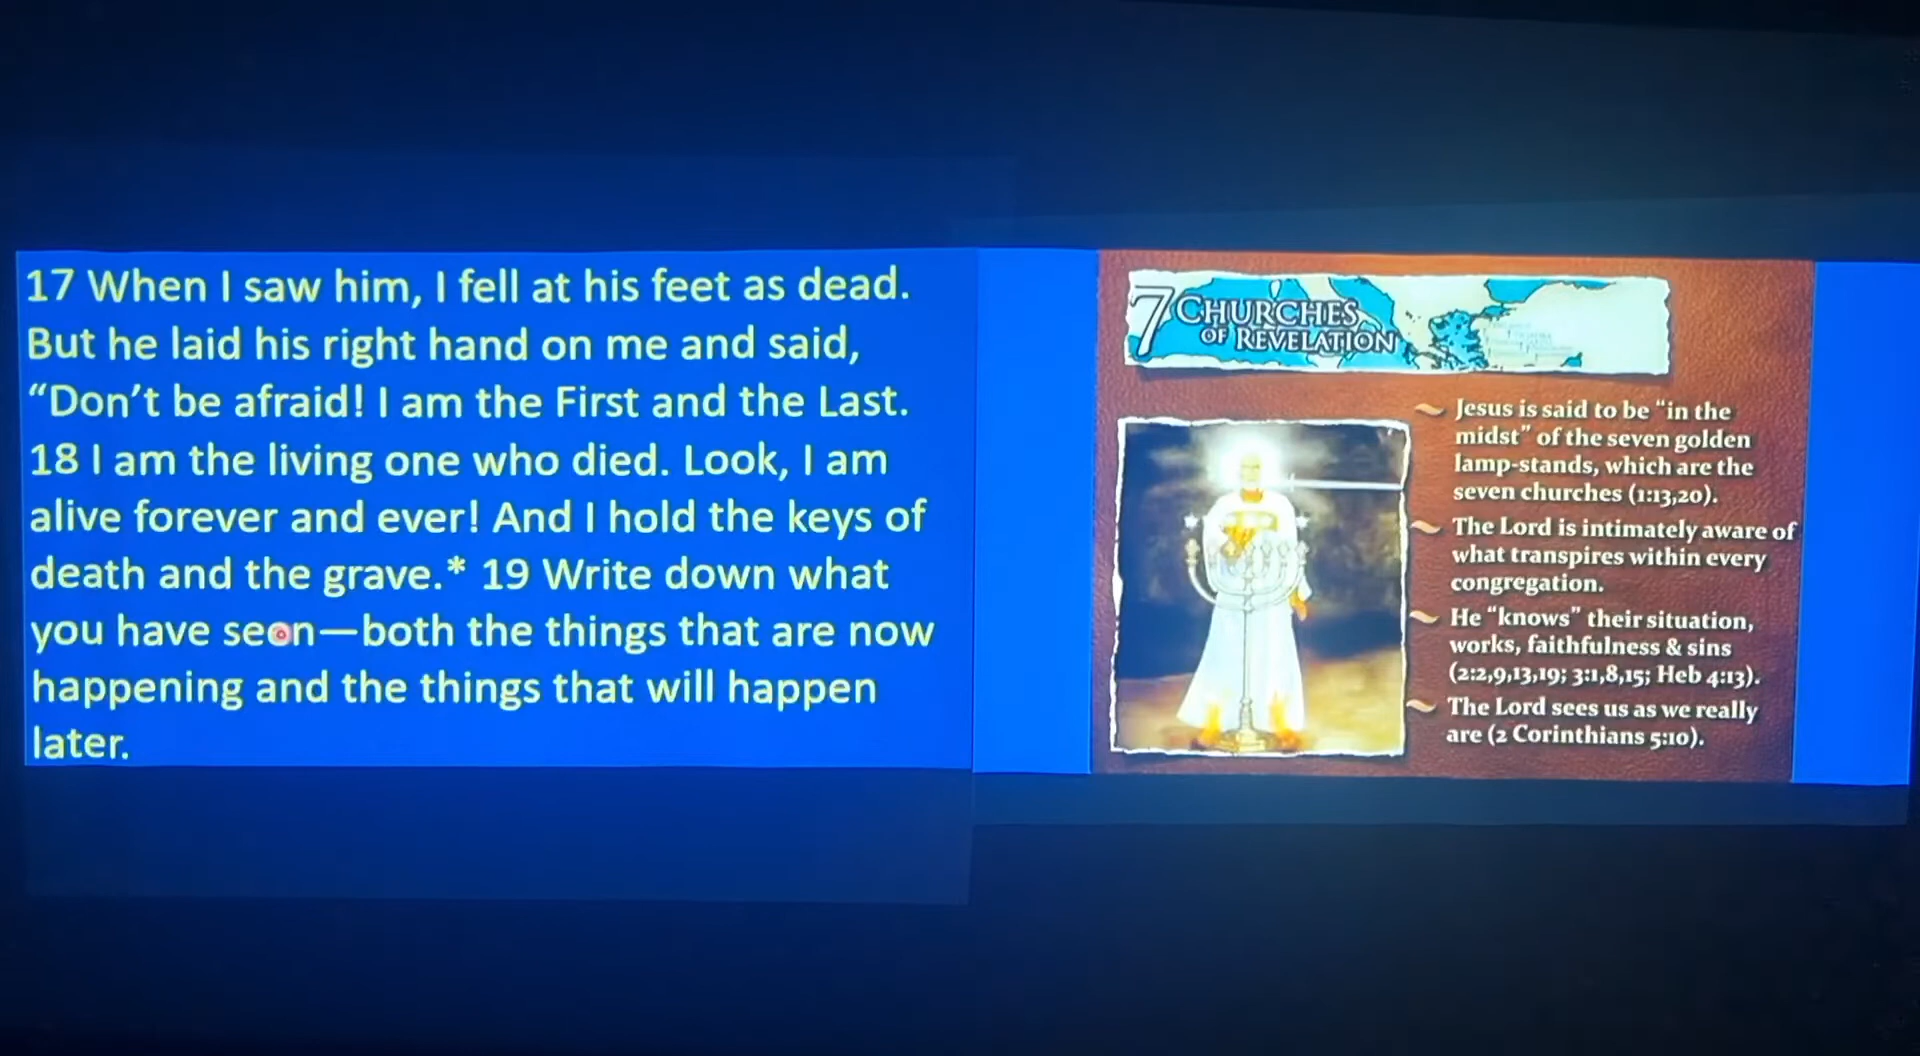 17 When I saw him, I fell at his feet as dead.
But he laid his right hand on me and said,
“Don’t be afraid! I am the First and the Last.
18 I am the living one who died. Look, I am
alive forever and ever! And I hold the keys of
death and the grave.* 19 Write down what
you have seen—both the things that are now
happening and the things that will happen
later.
7 CHURCHES
OF REVELATION
Jesus is said to be “in the
midst” of the seven golden
lamp-stands, which are the
seven churches (1:13,20).
The Lord is intimately aware of
what transpires within every
congregation.
He “knows” their situation,
works, faithfulness & sins
(2:2,9,13,19; 3:1,8,15; Heb 4:13).
The Lord sees us as we really
are (2 Corinthians 5:10).